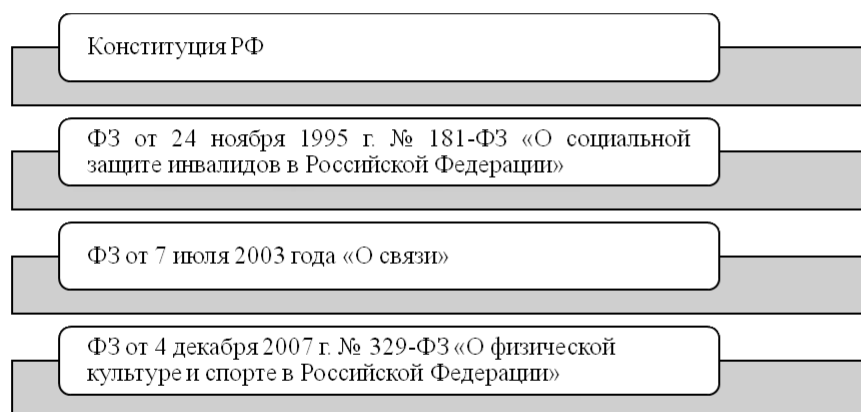 Конституция РФ
ФЗ от 24 ноября 1995 г. № 181-ФЗ «О социальной
защите инвалидов в Российской Федерации»
ФЗ от 7 июля 2003 года «О связи»
ФЗ от 4 декабря 2007 г. № 329-ФЗ «О физической
культуре и спорте в Российской Федерации»